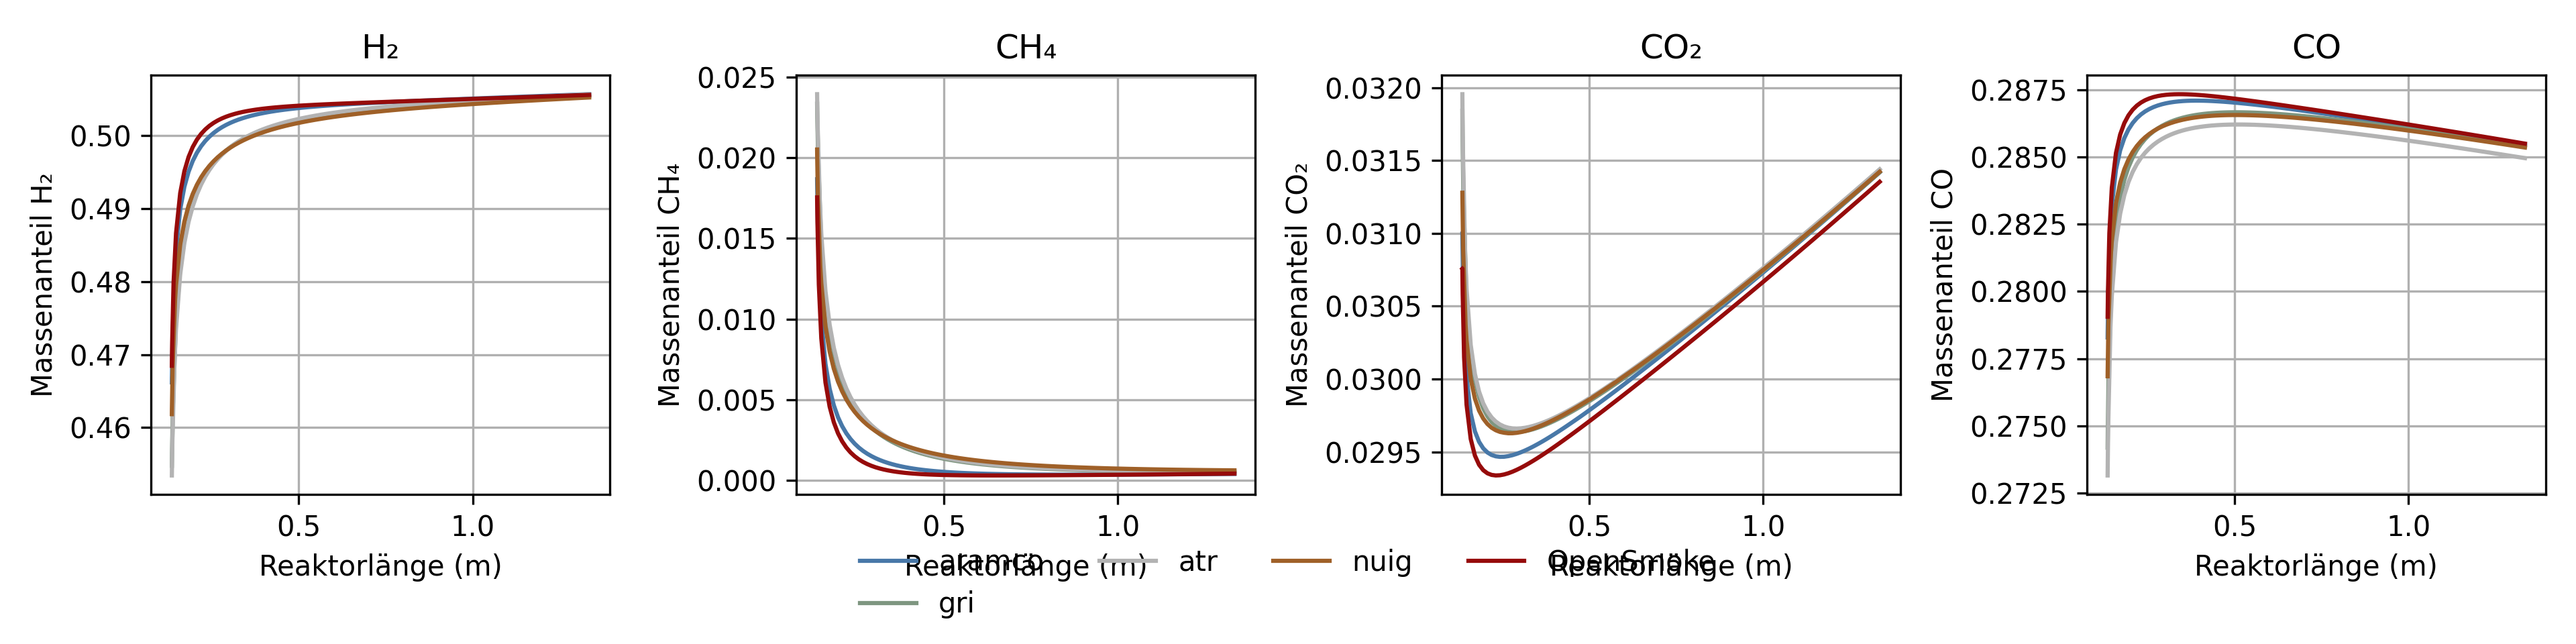 H₂
0.50
0.49
0.48
0.47
0.46
Massenanteil H₂
0.5 1.0
Reaktorlänge (m)
CH₄
0.025
0.020
0.015
0.010
0.005
0.000
Massenanteil CH₄
0.5 1.0
Reaktorlänge (m)
CO₂
0.0320
0.0315
0.0310
0.0305
0.0300
0.0295
Massenanteil CO₂
0.5 1.0
Reaktorlänge (m)
CO
0.2875
0.2850
0.2825
0.2800
0.2775
0.2750
0.2725
Massenanteil CO
0.5 1.0
Reaktorlänge (m)
aramco atr nuig OpenSmoke
gri